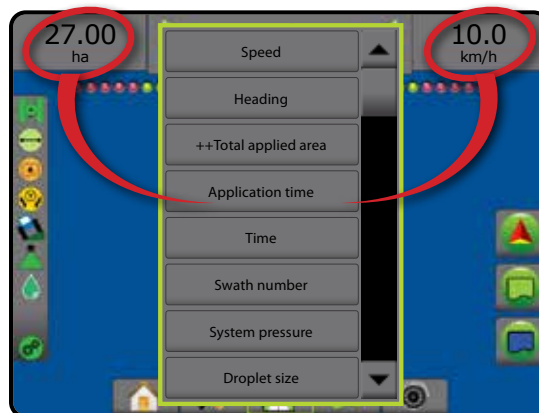 27.00
ha
10.0
km/h
Speed
Heading
++Total applied area
Application time
Time
Swath number
System pressure
Droplet size